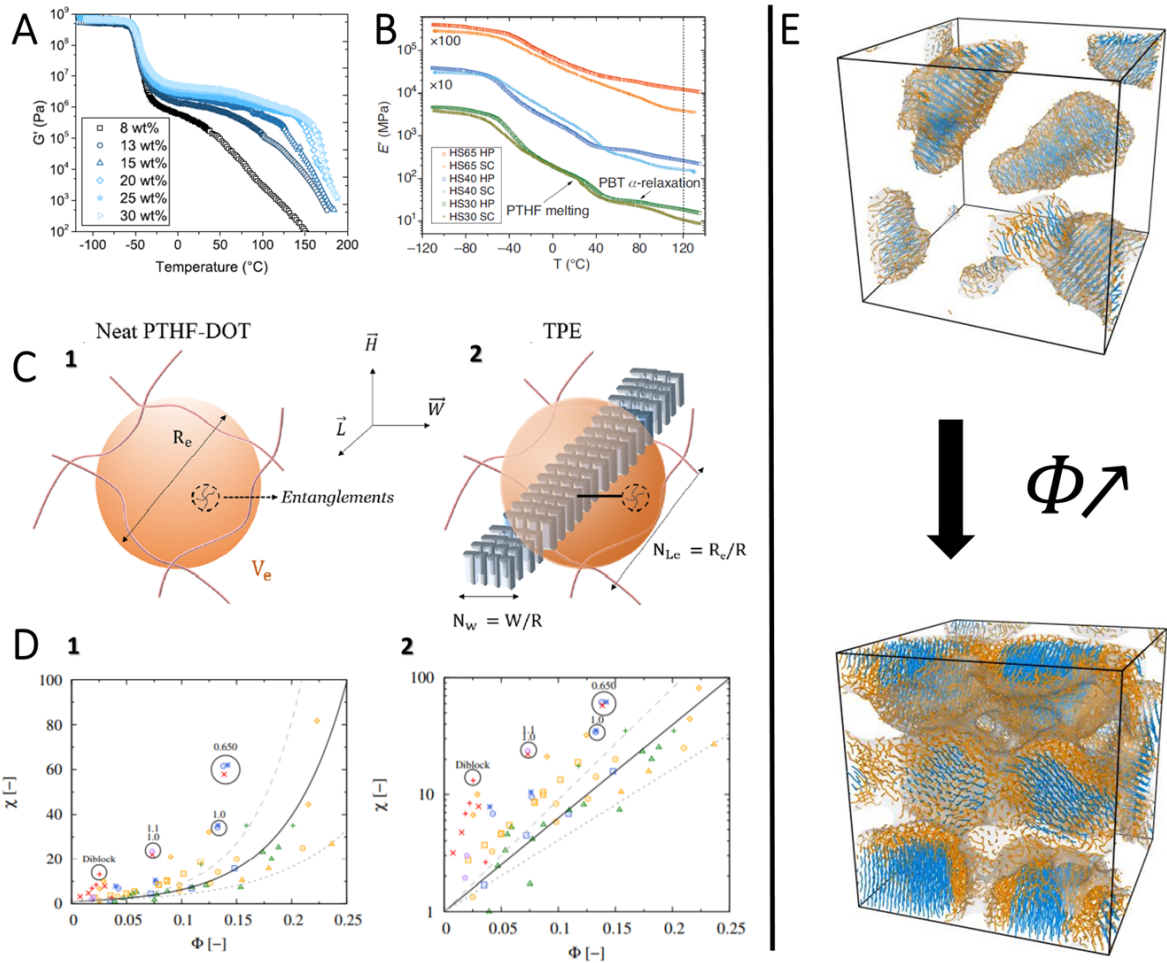 A
10⁹
10⁸
10⁷
10⁶
10⁵
10⁴
10³
10²
G' (Pa)
8 wt%
13 wt%
15 wt%
20 wt%
25 wt%
30 wt%
-100 -50 0 50 100 150 200
Temperature (°C)
B
×100
×10
10⁵
10⁴
10³
10²
10¹
E' (MPa)
HS65 HP
HS65 SC
HS40 HP
HS40 SC
HS30 HP
HS30 SC
PBT α-relaxation
PTHF melting
-120 -80 -40 0 40 80 120
T (°C)
C
Neat PTHF-DOT
1
R_e
Entanglements
V_e
H
L
W
TPE
2
N_Le = R_e/R
N_w = W/R
D
1
100
80
60
40
20
0
χ [–]
0.650
1.0
1.1
1.0
Diblock
0 0.05 0.1 0.15 0.2 0.25
Φ [–]
2
100
10
1
χ [–]
0.650
1.0
1.1
1.0
Diblock
0 0.05 0.1 0.15 0.2 0.25
Φ [–]
E
Φ↗